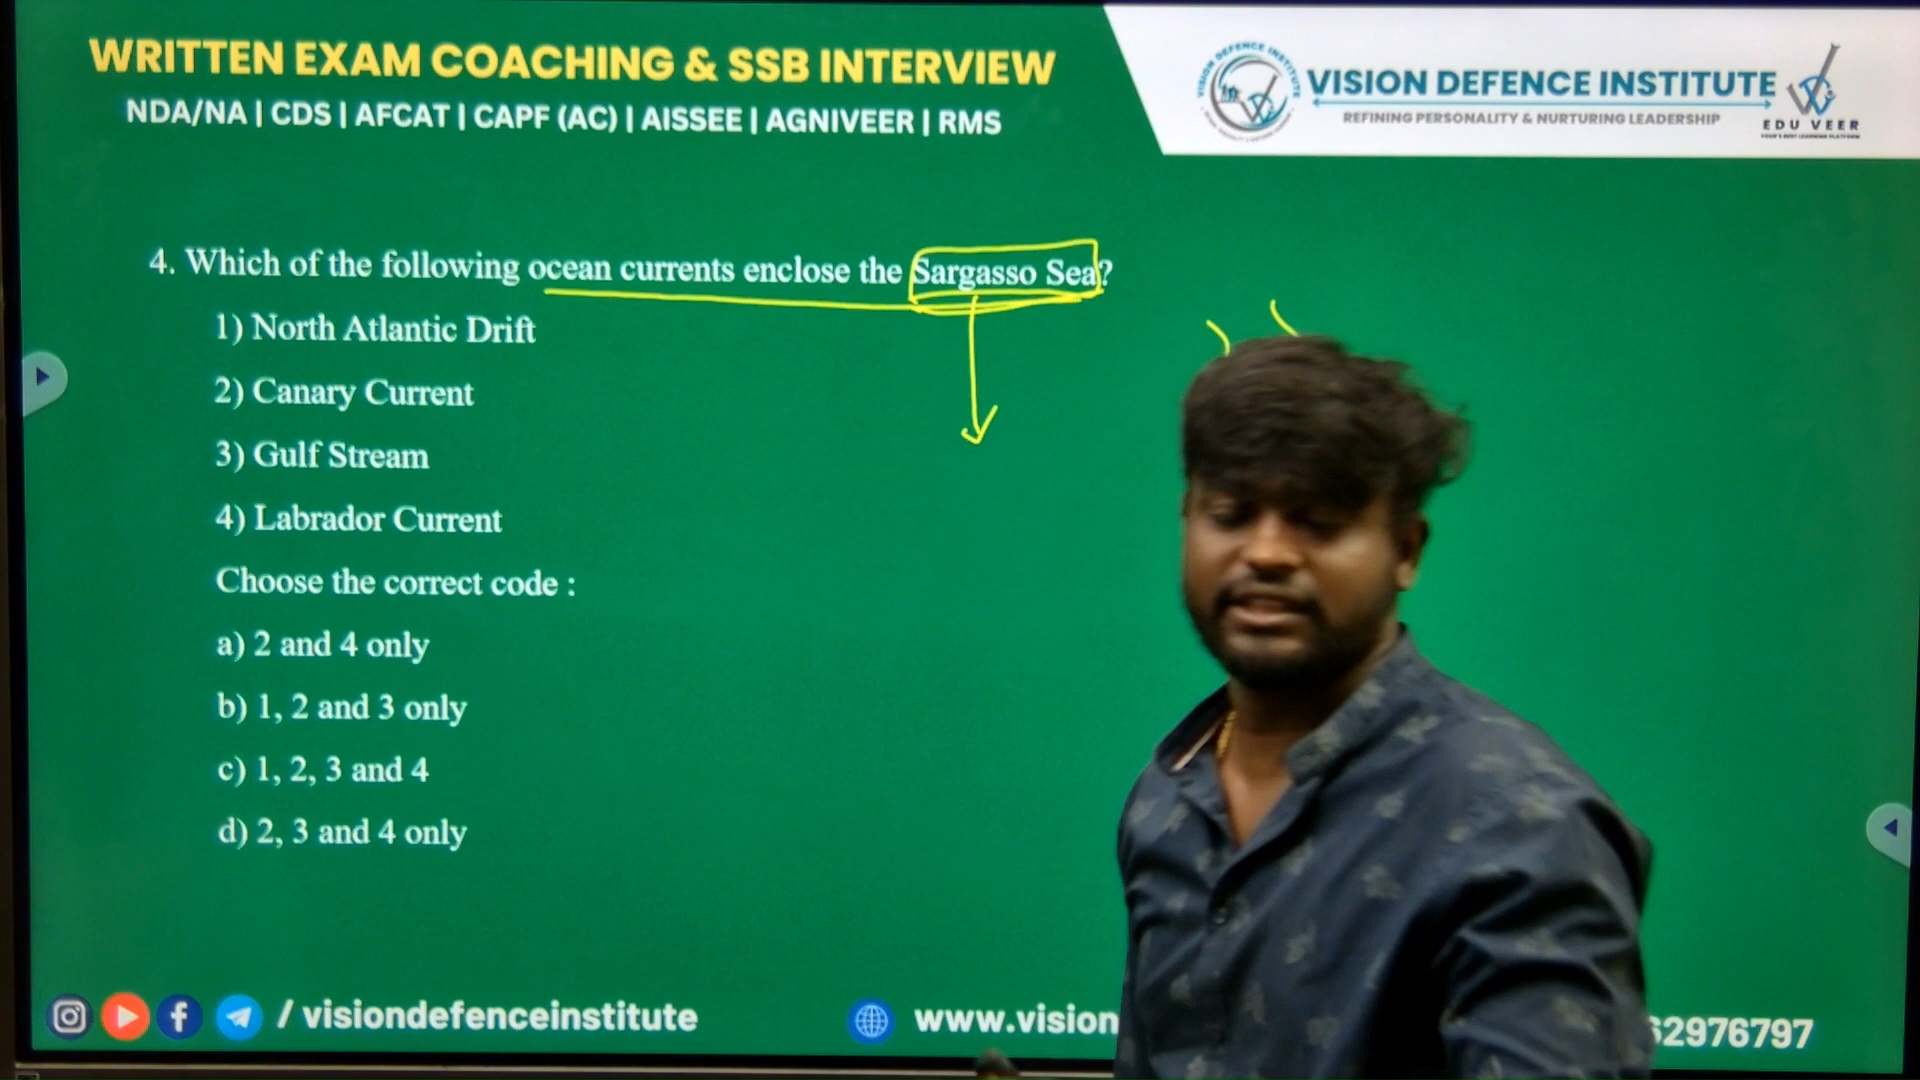 WRITTEN EXAM COACHING & SSB INTERVIEW
NDA/NA | CDS | AFCAT | CAPF (AC) | AISSEE | AGNIVEER | RMS
VISION DEFENCE INSTITUTE
REFINING PERSONALITY & NURTURING LEADERSHIP
EDU VEER
4. Which of the following ocean currents enclose the Sargasso Sea?
1) North Atlantic Drift
2) Canary Current
3) Gulf Stream
4) Labrador Current
Choose the correct code :
a) 2 and 4 only
b) 1, 2 and 3 only
c) 1, 2, 3 and 4
d) 2, 3 and 4 only
/ visiondefenceinstitute
www.vision
62976797